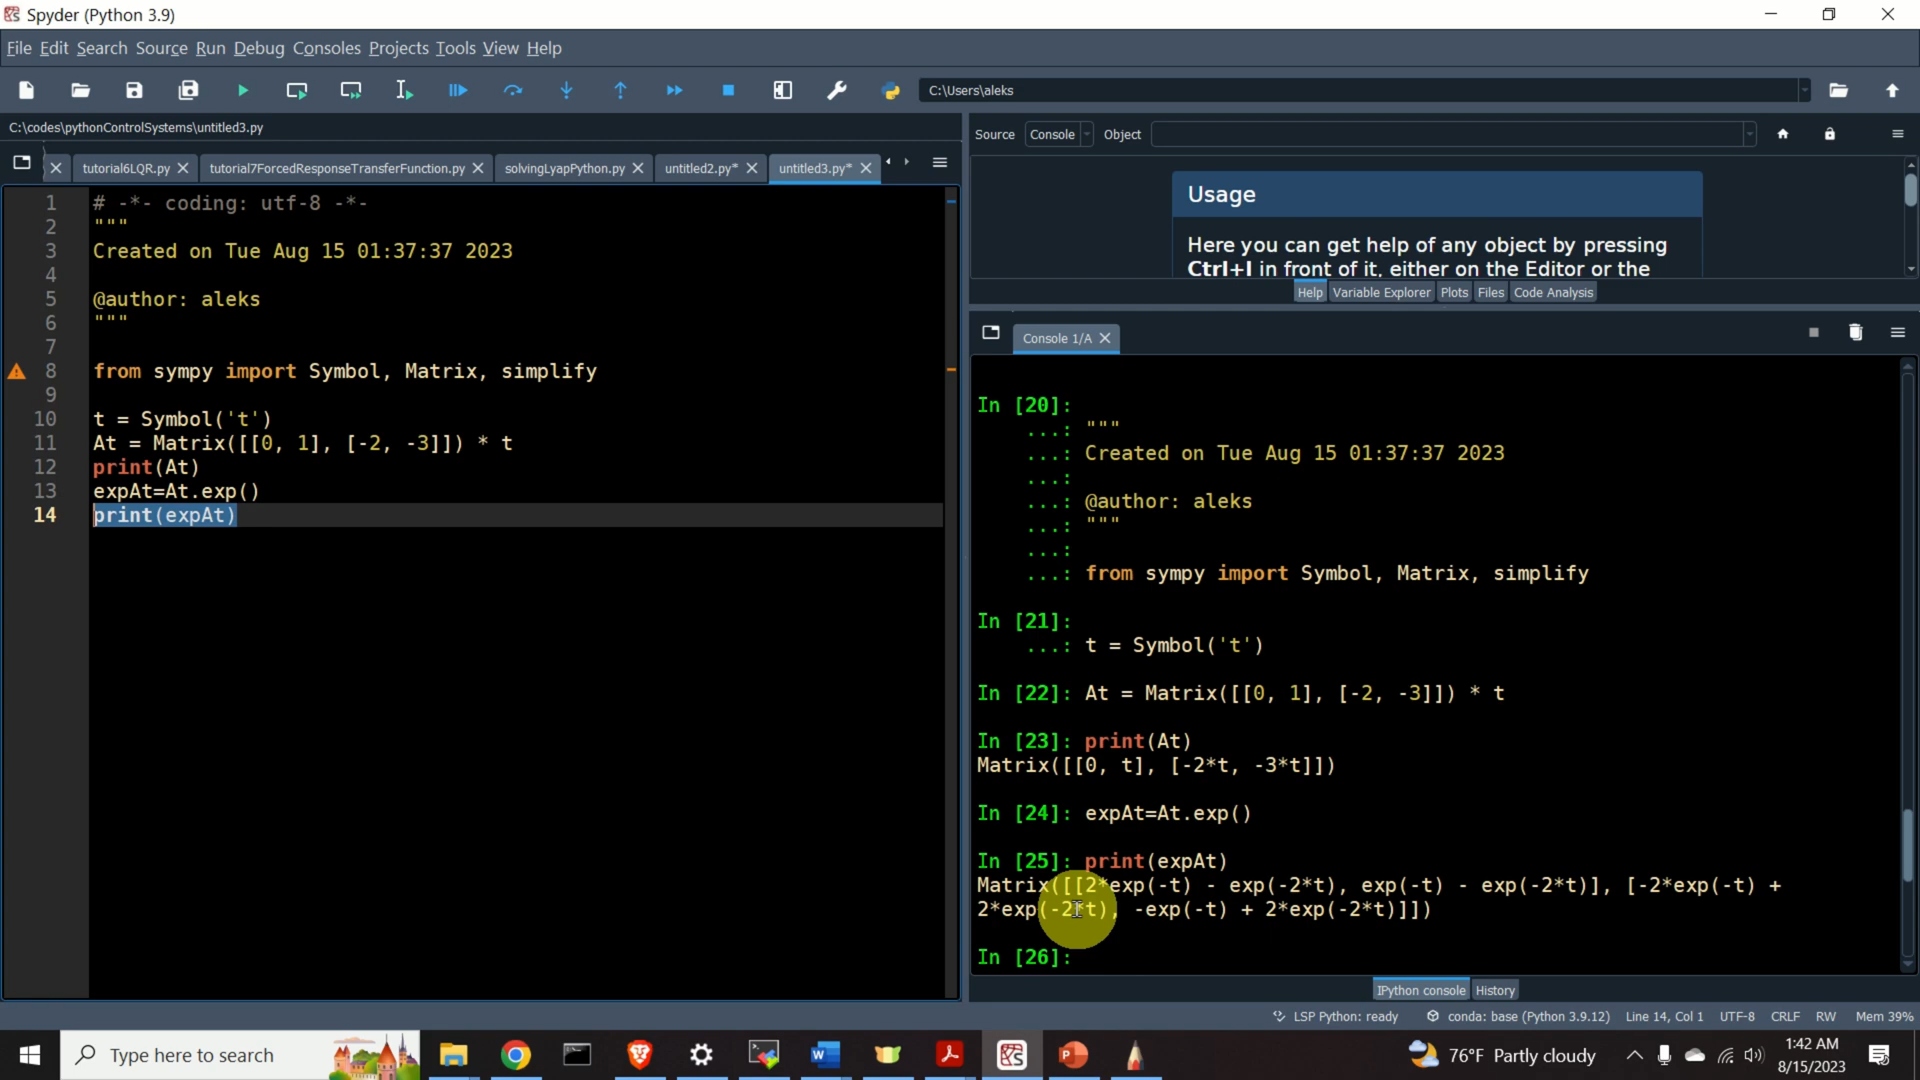 Spyder (Python 3.9)
File Edit Search Source Run Debug Consoles Projects Tools View Help
C:\Users\aleks
C:\codes\pythonControlSystems\untitled3.py
tutorial6LQR.py tutorial7ForcedResponseTransferFunction.py solvingLyapPython.py untitled2.py* untitled3.py*
1 # -*- coding: utf-8 -*-
2 """
3 Created on Tue Aug 15 01:37:37 2023
4
5 @author: aleks
6 """
7
8 from sympy import Symbol, Matrix, simplify
9
10 t = Symbol('t')
11 At = Matrix([[0, 1], [-2, -3]]) * t
12 print(At)
13 expAt=At.exp()
14 print(expAt)
Source Console Object
Usage
Here you can get help of any object by pressing
Ctrl+I in front of it, either on the Editor or the
Help Variable Explorer Plots Files Code Analysis
Console 1/A
In [20]:
...: """
...: Created on Tue Aug 15 01:37:37 2023
...:
...: @author: aleks
...: """
...:
...: from sympy import Symbol, Matrix, simplify
In [21]:
...: t = Symbol('t')
In [22]: At = Matrix([[0, 1], [-2, -3]]) * t
In [23]: print(At)
Matrix([[0, t], [-2*t, -3*t]])
In [24]: expAt=At.exp()
In [25]: print(expAt)
Matrix([[2*exp(-t) - exp(-2*t), exp(-t) - exp(-2*t)], [-2*exp(-t) +
2*exp(-2*t), -exp(-t) + 2*exp(-2*t)]])
In [26]:
IPython console History
LSP Python: ready conda: base (Python 3.9.12) Line 14, Col 1 UTF-8 CRLF RW Mem 39%
Type here to search
76°F Partly cloudy
1:42 AM
8/15/2023